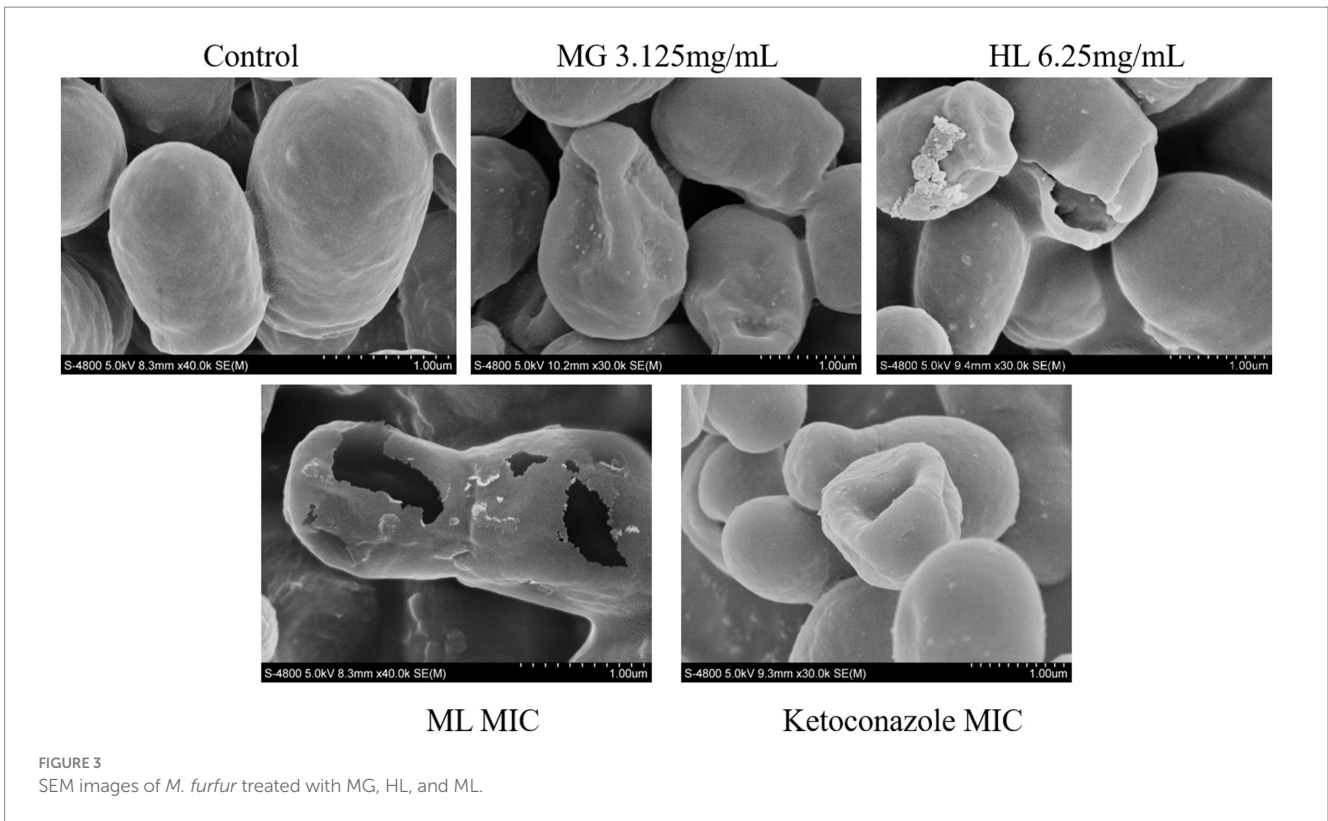 Control
MG 3.125mg/mL
HL 6.25mg/mL
S-4800 5.0kV 8.3mm x40.0k SE(M) 1.00um
S-4800 5.0kV 10.2mm x30.0k SE(M) 1.00um
S-4800 5.0kV 9.4mm x30.0k SE(M) 1.00um
S-4800 5.0kV 8.3mm x40.0k SE(M) 1.00um
S-4800 5.0kV 9.3mm x30.0k SE(M) 1.00um
ML MIC
Ketoconazole MIC
FIGURE 3
SEM images of M. furfur treated with MG, HL, and ML.